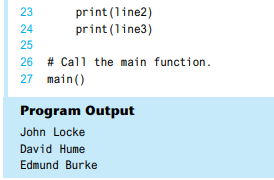 23 print(line2)
24 print(line3)
25
26 # Call the main function.
27 main()
Program Output
John Locke
David Hume
Edmund Burke